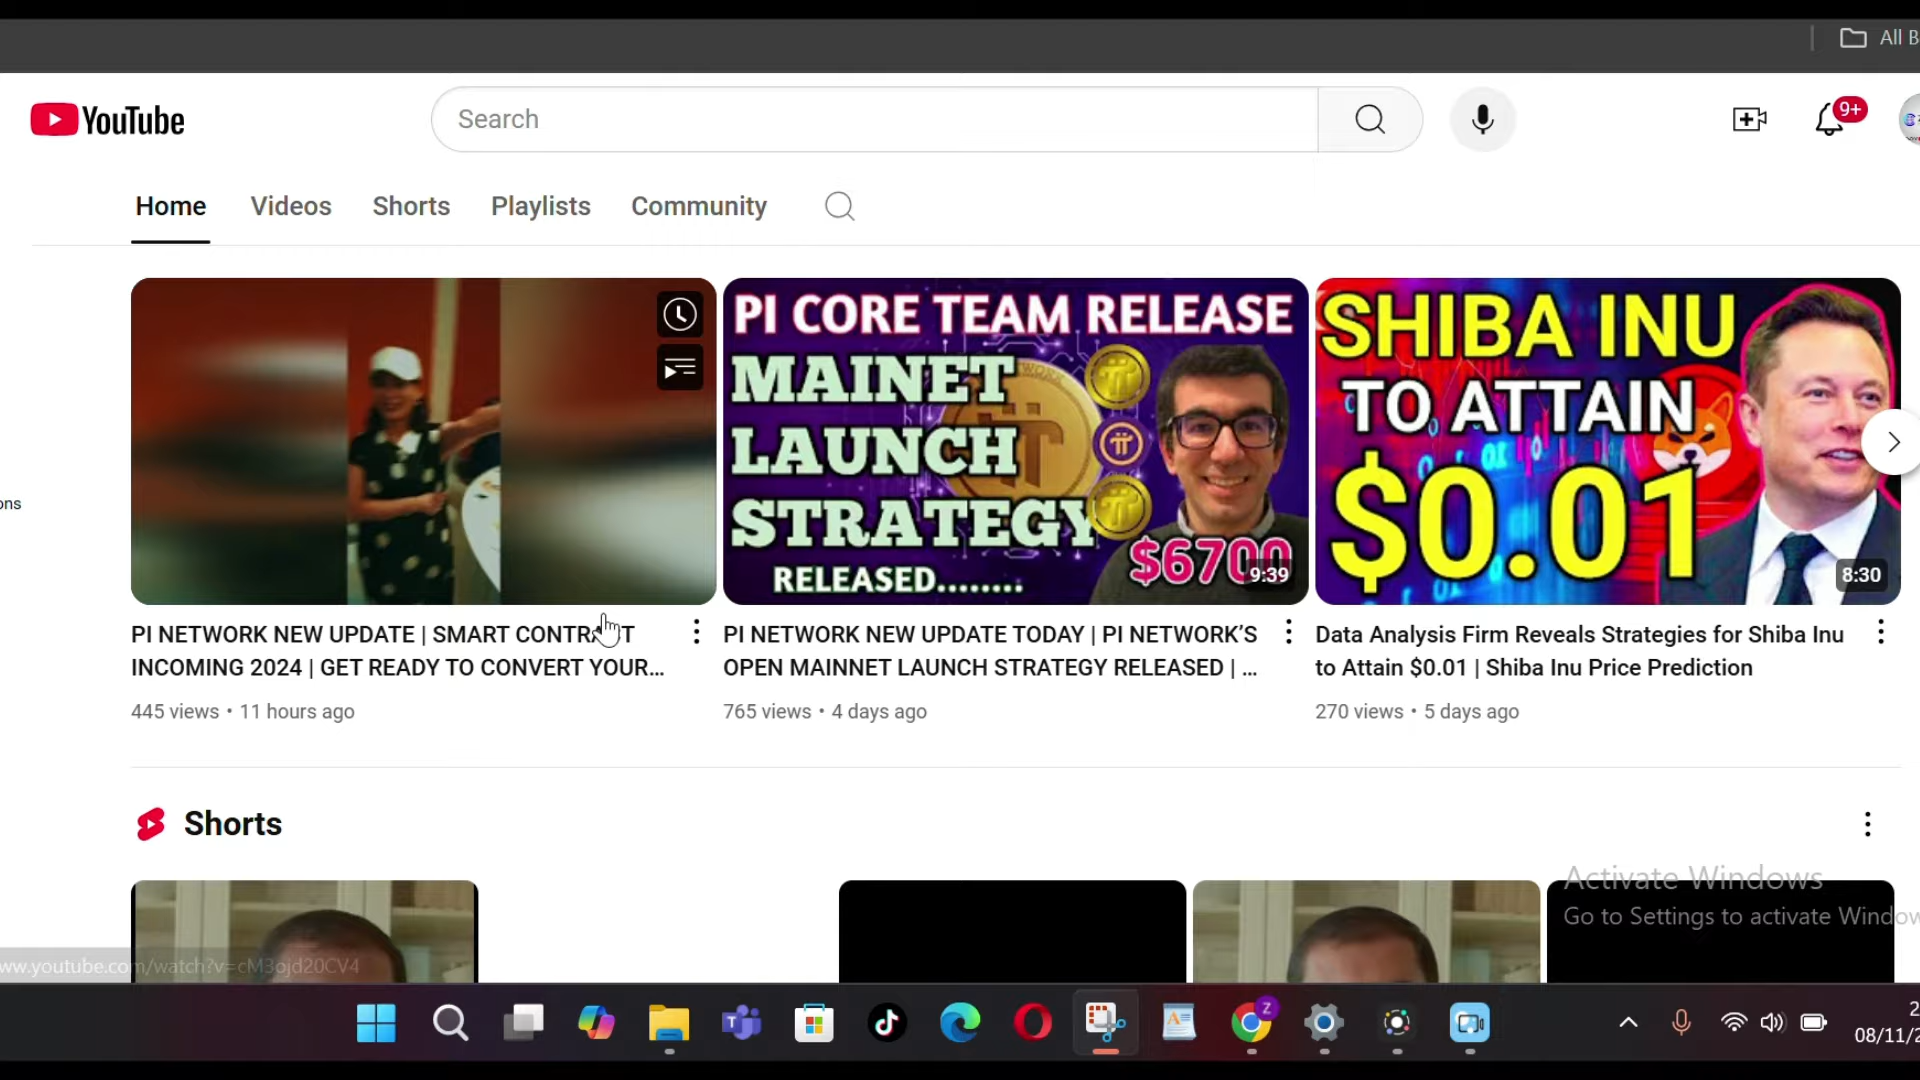 All B
YouTube
Search
9+
Home
Videos
Shorts
Playlists
Community
PI CORE TEAM RELEASE
MAINET
LAUNCH
STRATEGY
RELEASED........
$6700
9:39
SHIBA INU
TO ATTAIN
$0.01
8:30
ons
PI NETWORK NEW UPDATE | SMART CONTRACT
INCOMING 2024 | GET READY TO CONVERT YOUR...
445 views • 11 hours ago
PI NETWORK NEW UPDATE TODAY | PI NETWORK’S
OPEN MAINNET LAUNCH STRATEGY RELEASED | ...
765 views • 4 days ago
Data Analysis Firm Reveals Strategies for Shiba Inu
to Attain $0.01 | Shiba Inu Price Prediction
270 views • 5 days ago
Shorts
Activate Windows
Go to Settings to activate Window
ww.youtube.com/watch?v=cM3ojd20CV4
Z
2
08/11/2